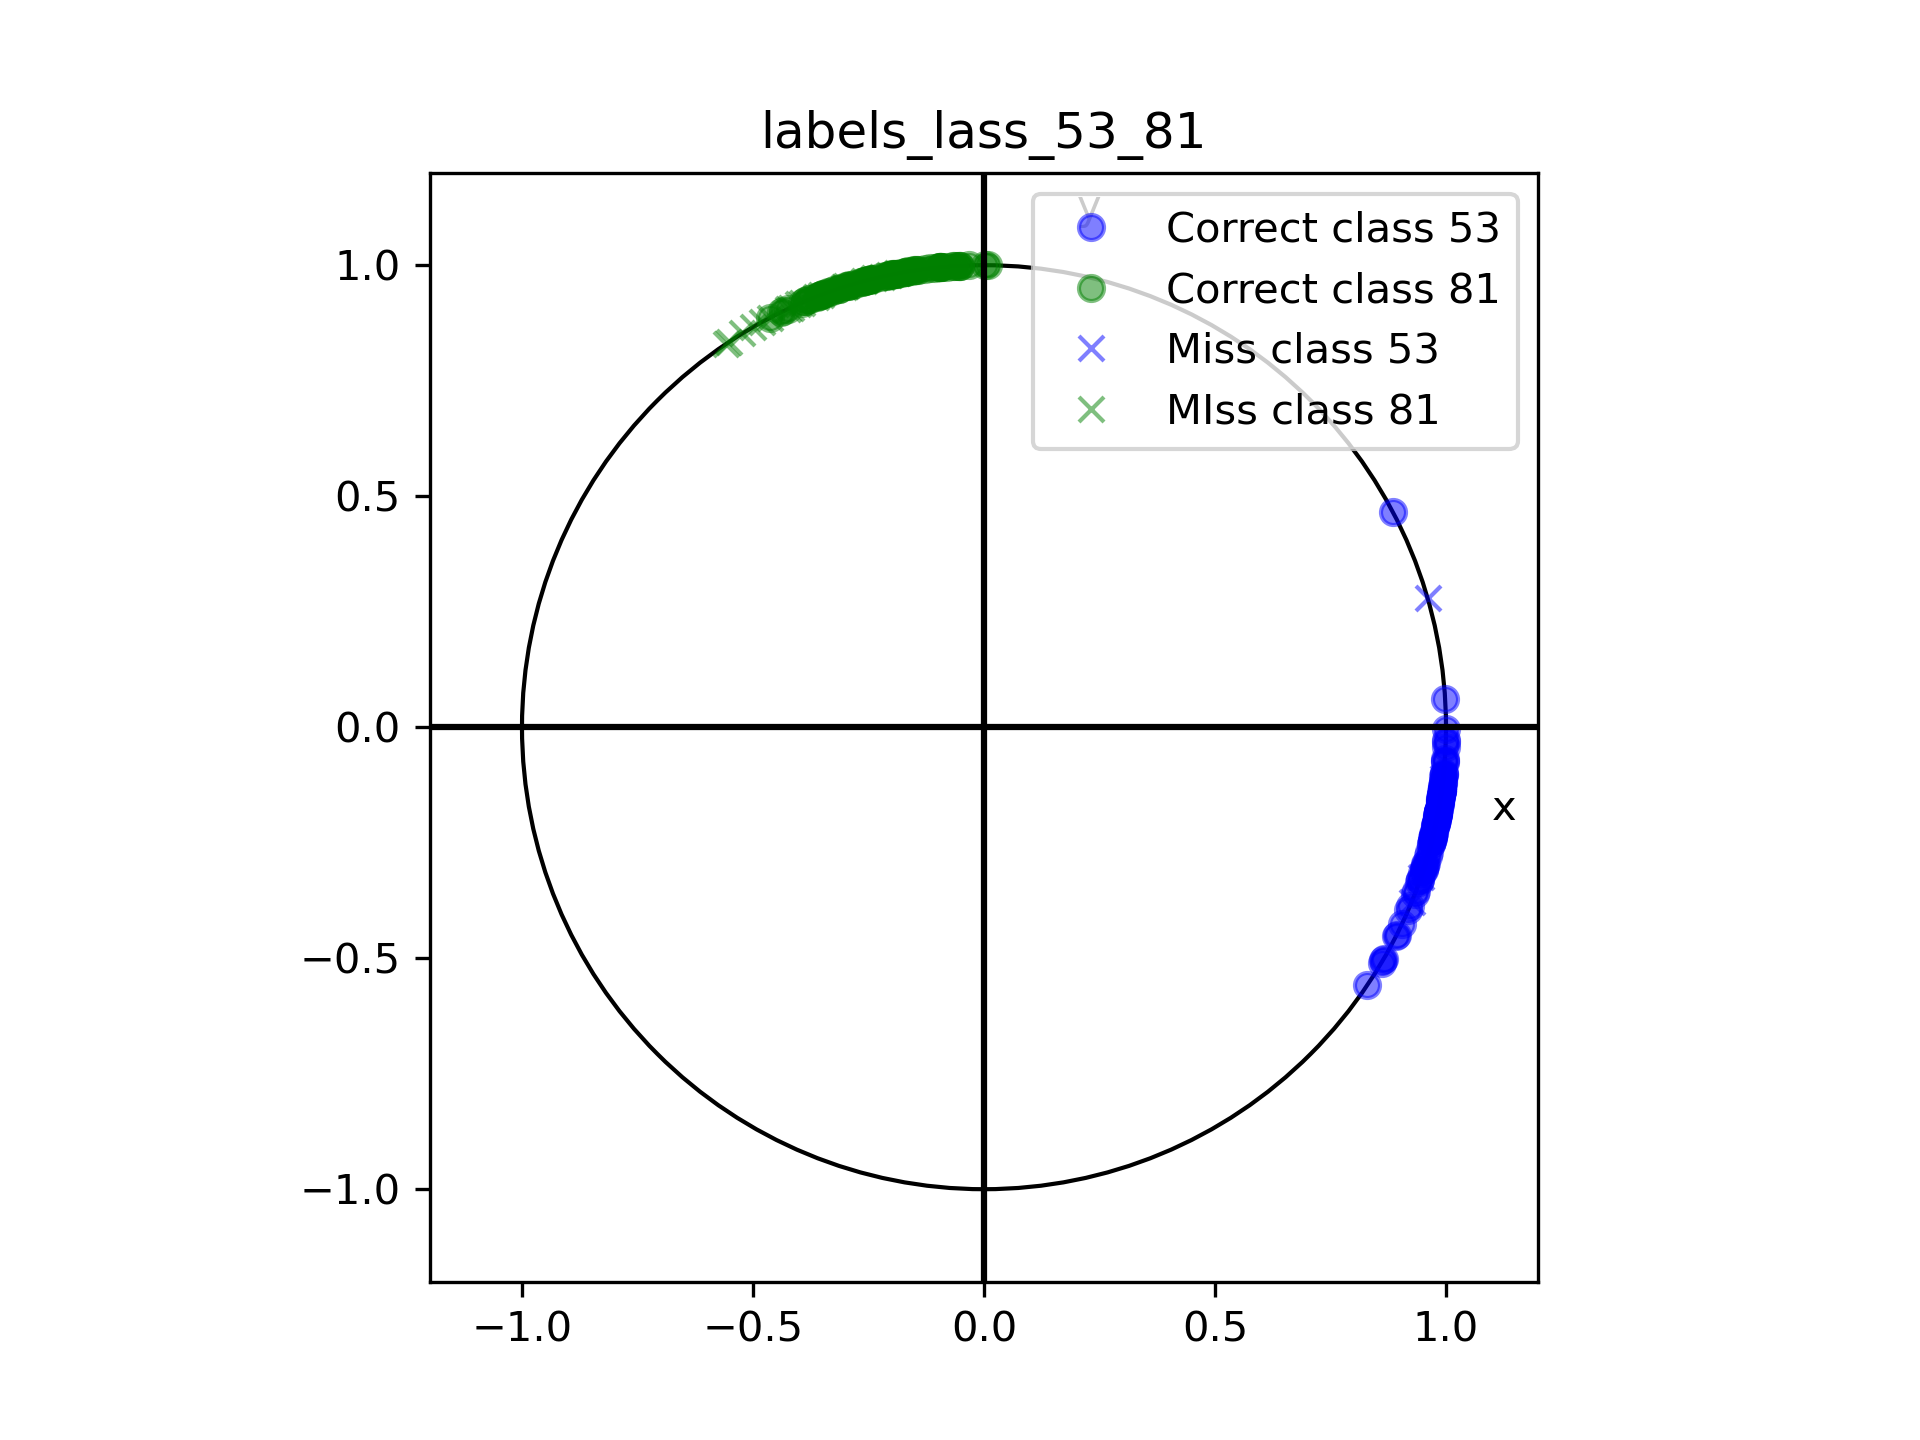 labels_lass_53_81
y
Correct class 53
Correct class 81
Miss class 53
MIss class 81
1.0
0.5
0.0
−0.5
−1.0
x
−1.0 −0.5 0.0 0.5 1.0